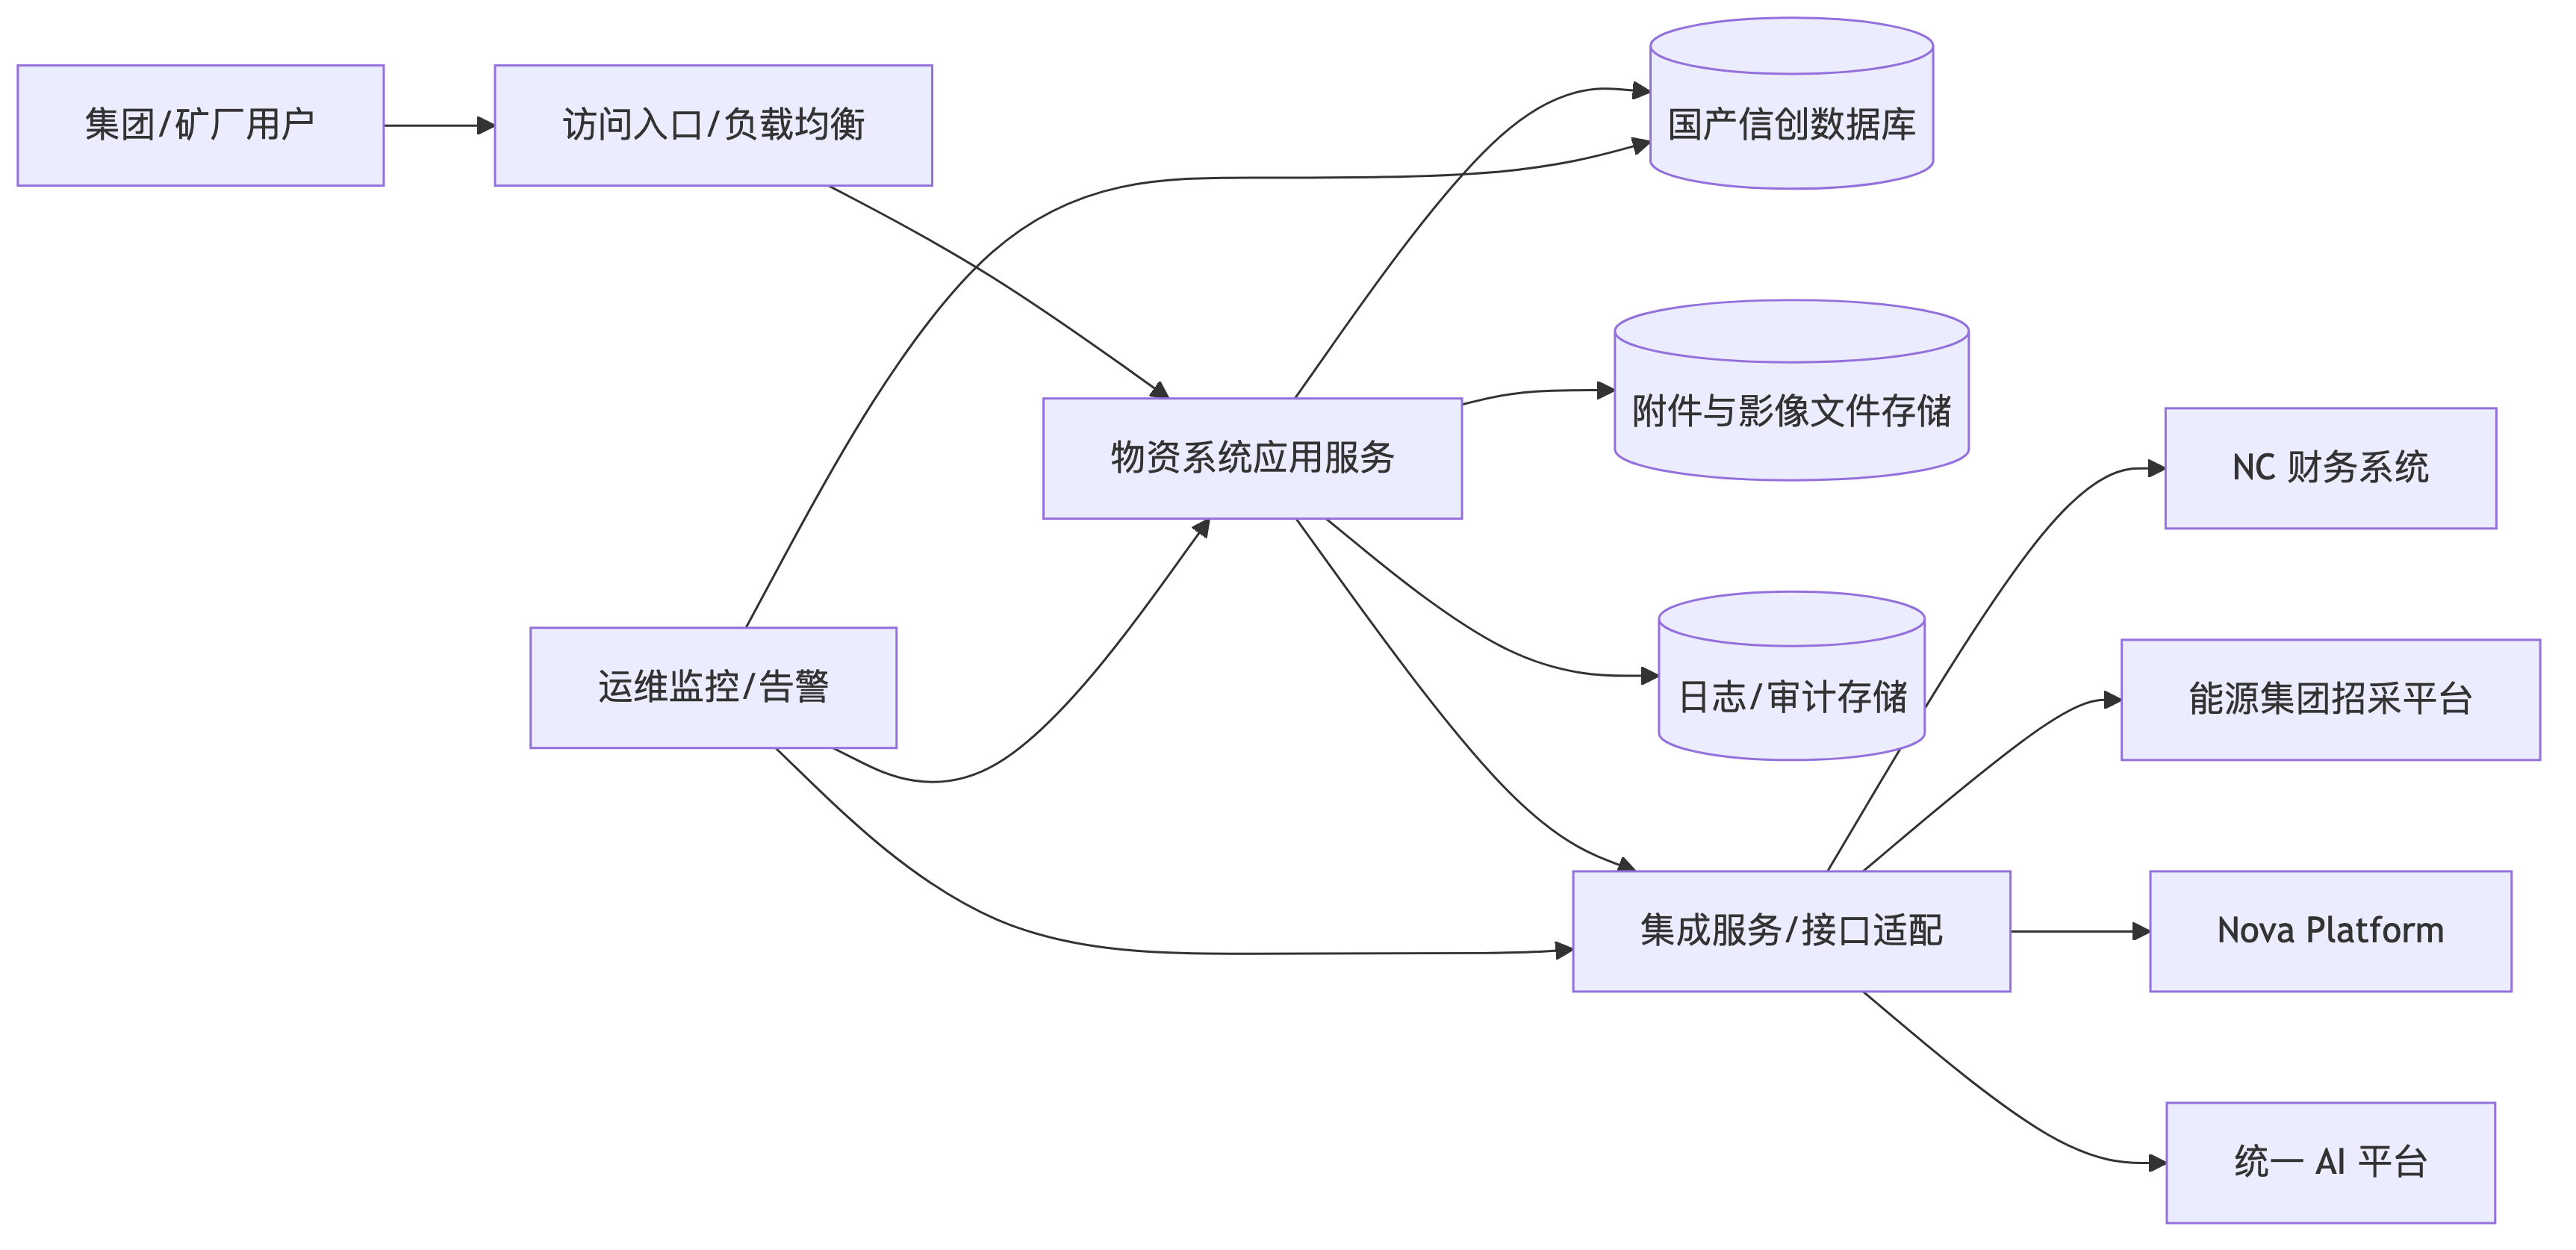 集团/矿厂用户
访问入口/负载均衡
国产信创数据库
附件与影像文件存储
物资系统应用服务
NC 财务系统
运维监控/告警
日志/审计存储
能源集团招采平台
集成服务/接口适配
Nova Platform
统一 AI 平台